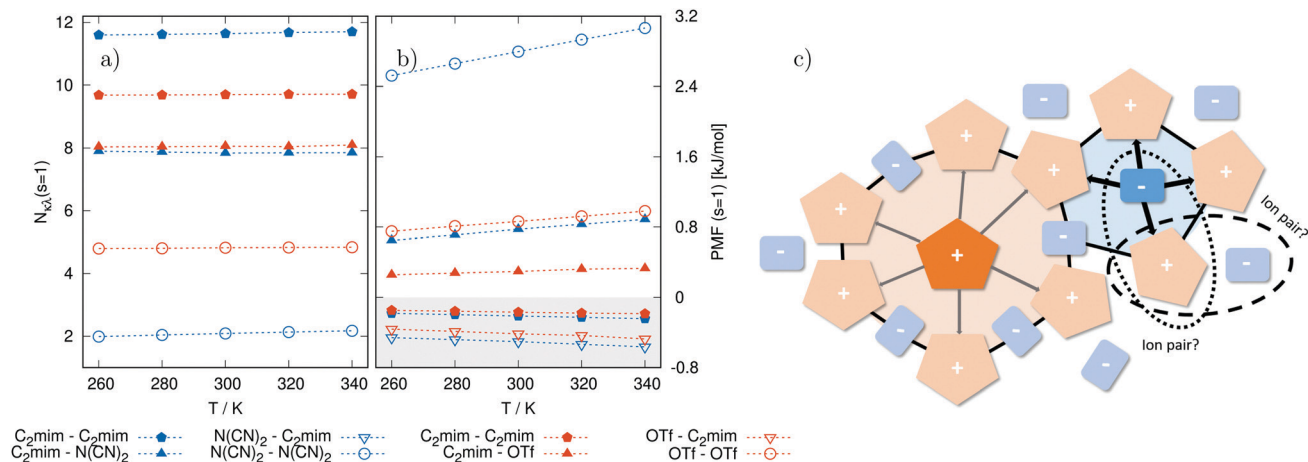 a)
12
10
8
6
4
2
Nκλ(s=1)
260 280 300 320 340
T / K
b)
3.2
2.4
1.6
0.8
0
-0.8
PMF (s=1) [kJ/mol]
260 280 300 320 340
T / K
C2mim - C2mim
C2mim - N(CN)2
N(CN)2 - C2mim
N(CN)2 - N(CN)2
C2mim - C2mim
C2mim - OTf
OTf - C2mim
OTf - OTf
c)
- + -
+ + +
- -
+ + - -
- + -
+ +
- -
+ -
Ion pair?
Ion pair?